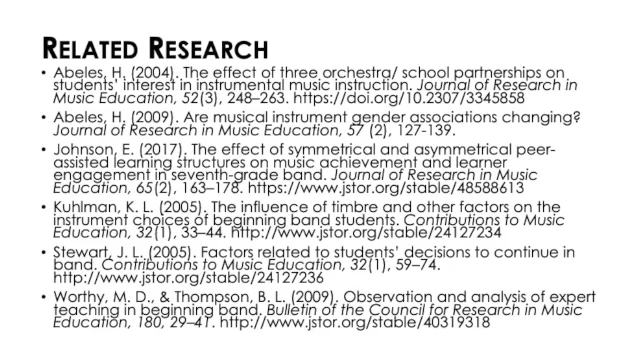 RELATED RESEARCH
• Abeles, H. (2004). The effect of three orchestra/ school partnerships on
students' interest in instrumental music instruction. Journal of Research in
Music Education, 52(3), 248–263. https://doi.org/10.2307/3345858
• Abeles, H. (2009). Are musical instrument gender associations changing?
Journal of Research in Music Education, 57 (2), 127-139.
• Johnson, E. (2017). The effect of symmetrical and asymmetrical peer-
assisted learning structures on music achievement and learner
engagement in seventh-grade band. Journal of Research in Music
Education, 65(2), 163–178. https://www.jstor.org/stable/48588613
• Kuhlman, K. L. (2005). The influence of timbre and other factors on the
instrument choices of beginning band students. Contributions to Music
Education, 32(1), 33–44. http://www.jstor.org/stable/24127234
• Stewart, J. L. (2005). Factors related to students' decisions to continue in
band. Contributions to Music Education, 32(1), 59–74.
http://www.jstor.org/stable/24127236
• Worthy, M. D., & Thompson, B. L. (2009). Observation and analysis of expert
teaching in beginning band. Bulletin of the Council for Research in Music
Education, 180, 29–41. http://www.jstor.org/stable/40319318